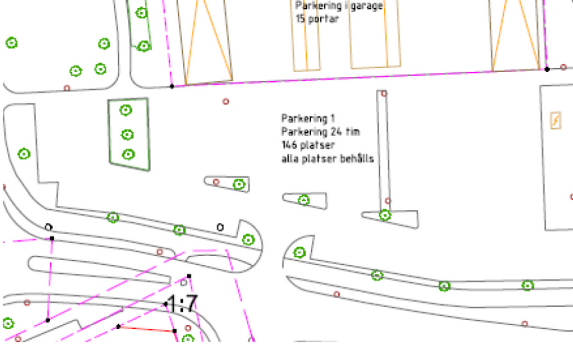 Parkering i garage
15 portar
Parkering 1
Parkering 24 tim
146 platser
alla platser behålls
1:7